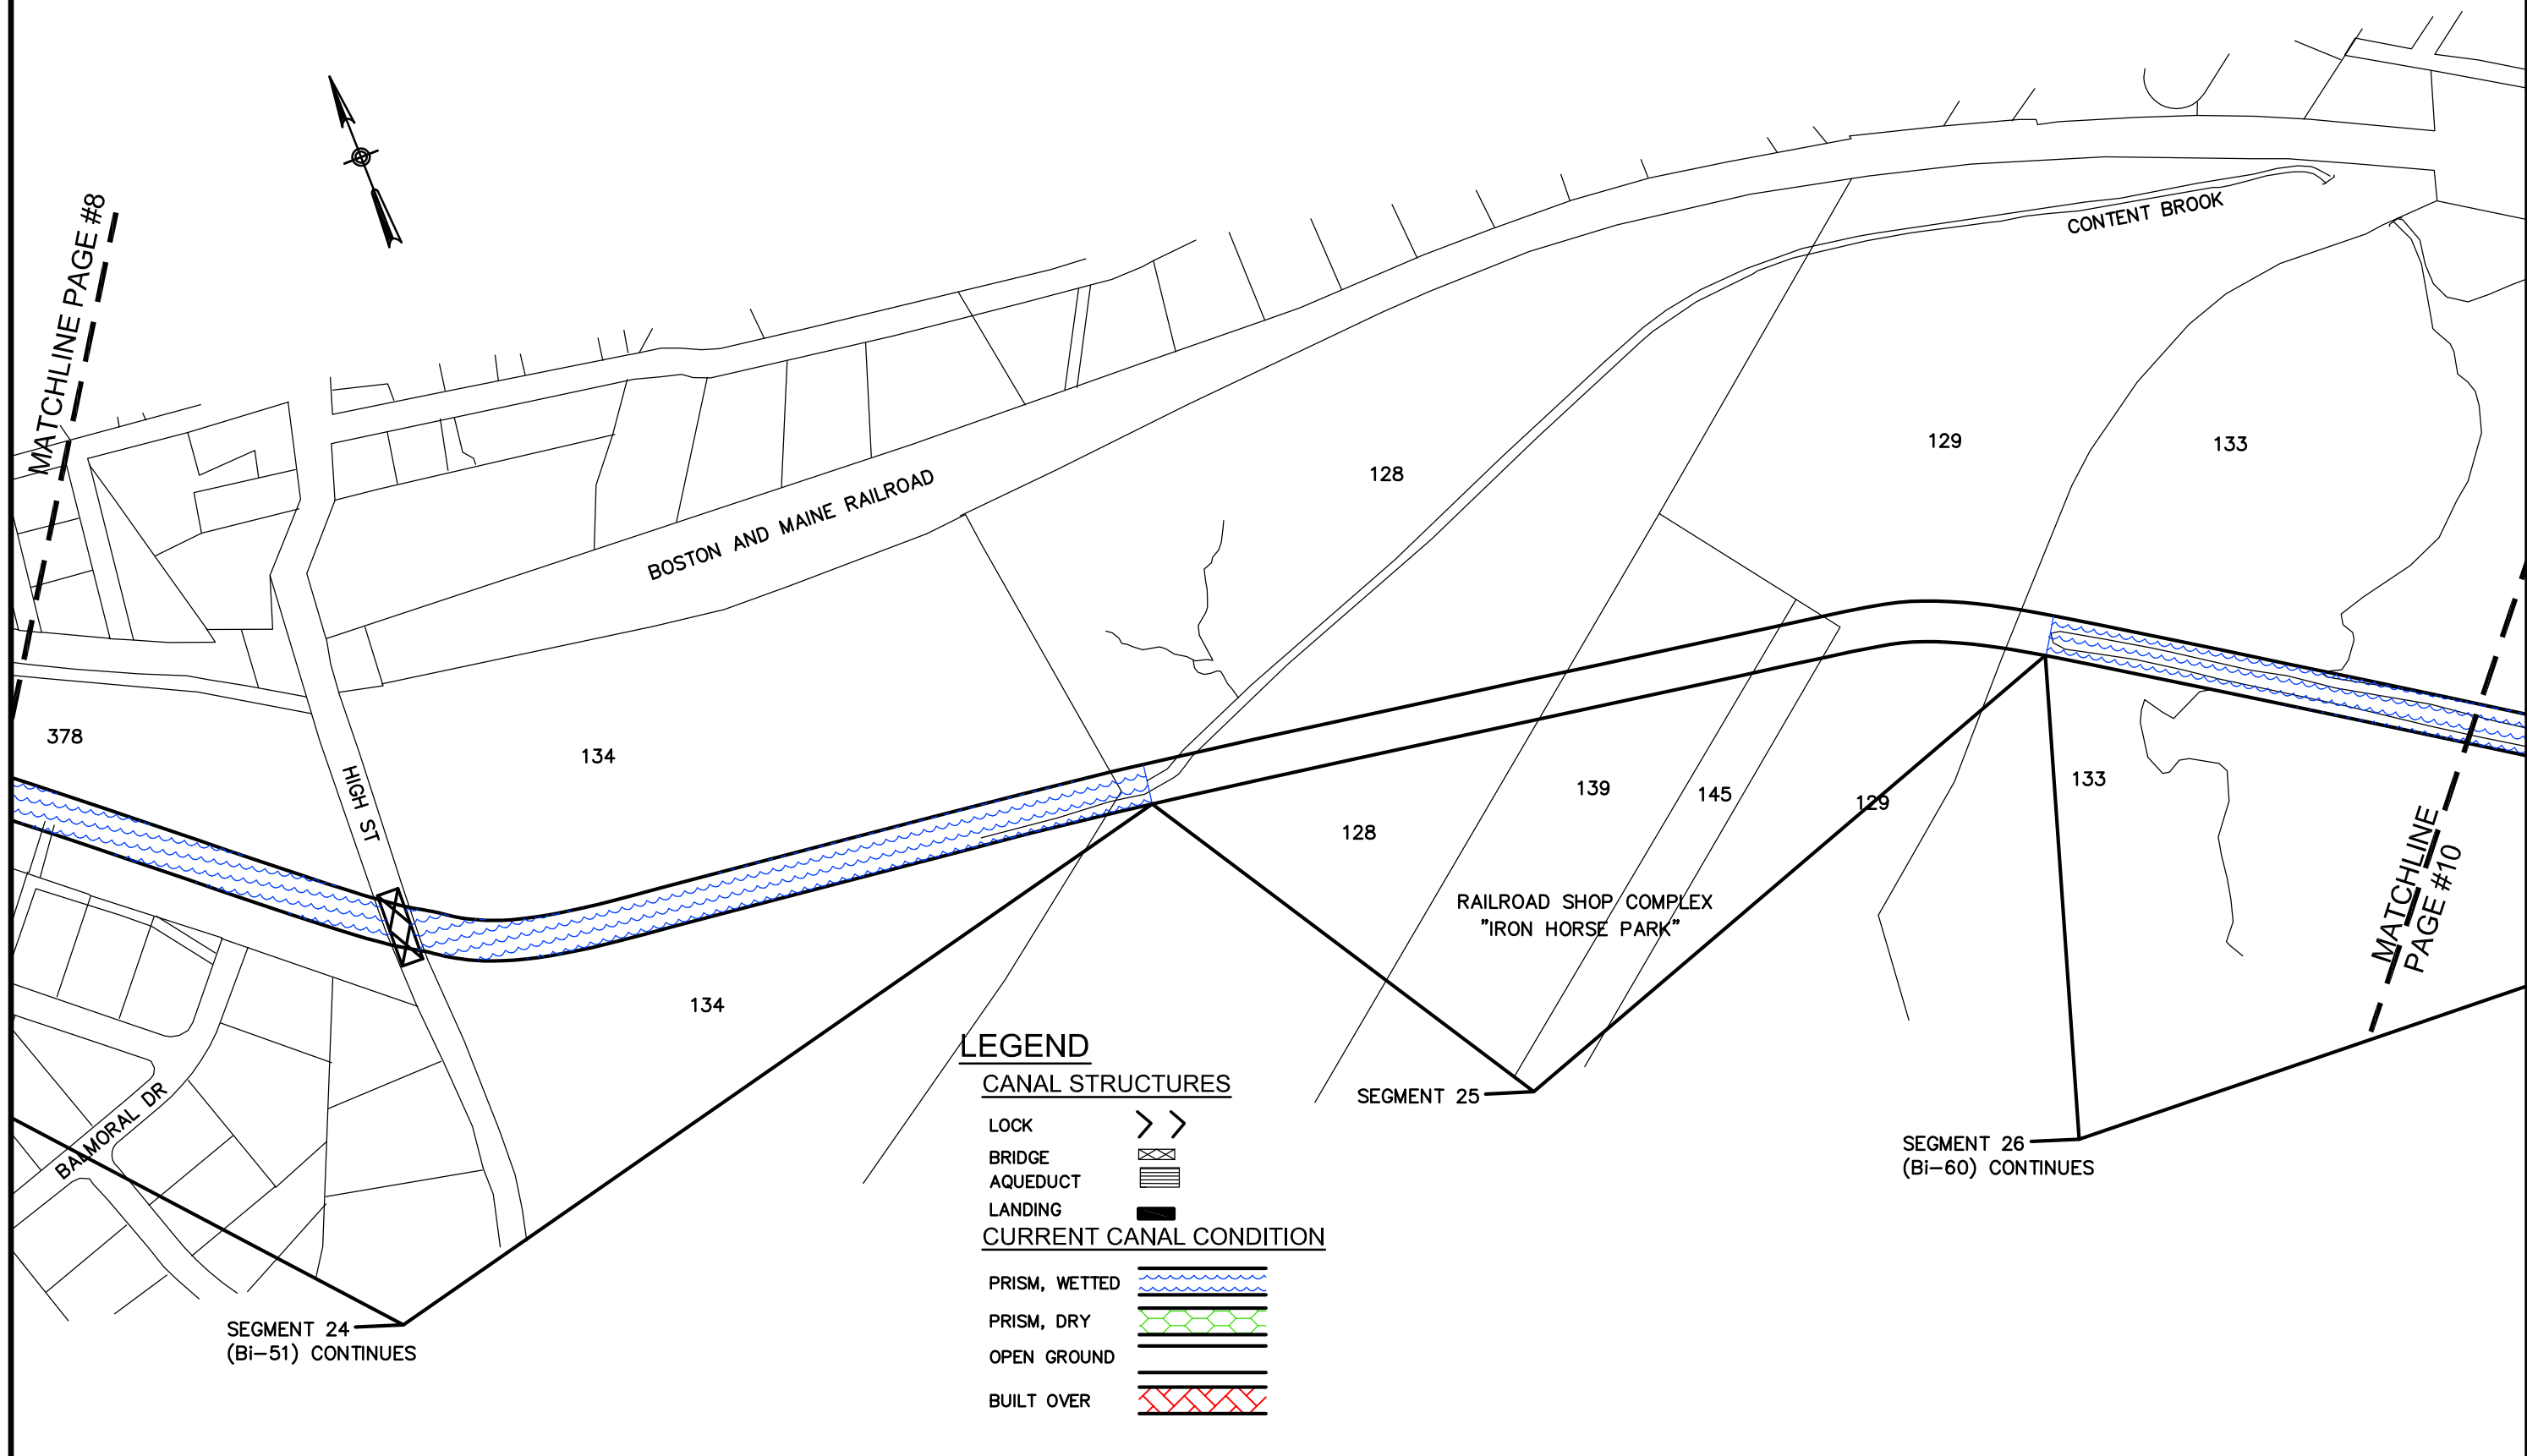 MATCHLINE PAGE #8
CONTENT BROOK
BOSTON AND MAINE RAILROAD
128
129
133
378
134
HIGH ST
139
145
129
133
128
RAILROAD SHOP COMPLEX
"IRON HORSE PARK"
134
MATCHLINE
PAGE #10
BALMORAL DR
SEGMENT 25
SEGMENT 26
(Bi-60) CONTINUES
SEGMENT 24
(Bi-51) CONTINUES
LEGEND
CANAL STRUCTURES
LOCK
BRIDGE
AQUEDUCT
LANDING
CURRENT CANAL CONDITION
PRISM, WETTED
PRISM, DRY
OPEN GROUND
BUILT OVER